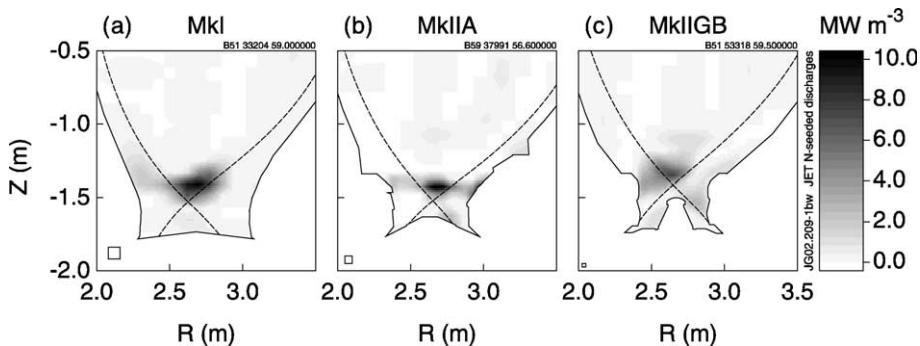 (a) MkI
B51 33204 59.000000
(b) MkIIA
B59 37991 56.600000
(c) MkIIGB
B51 53318 59.500000
MW m-3
-0.5
-1.0
-1.5
-2.0
Z (m)
2.0 2.5 3.0
R (m)
2.0 2.5 3.0
R (m)
2.0 2.5 3.0 3.5
R (m)
10.0
8.0
6.0
4.0
2.0
0.0
JG02.209-1bw JET N-seeded discharges